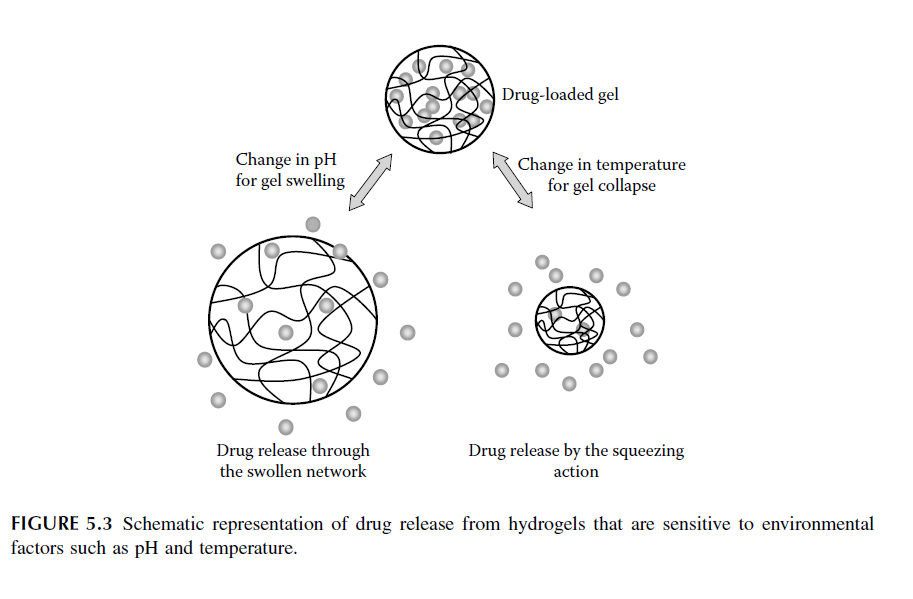 Drug-loaded gel
Change in pH
for gel swelling
Change in temperature
for gel collapse
Drug release through
the swollen network
Drug release by the squeezing
action
FIGURE 5.3 Schematic representation of drug release from hydrogels that are sensitive to environmental
factors such as pH and temperature.